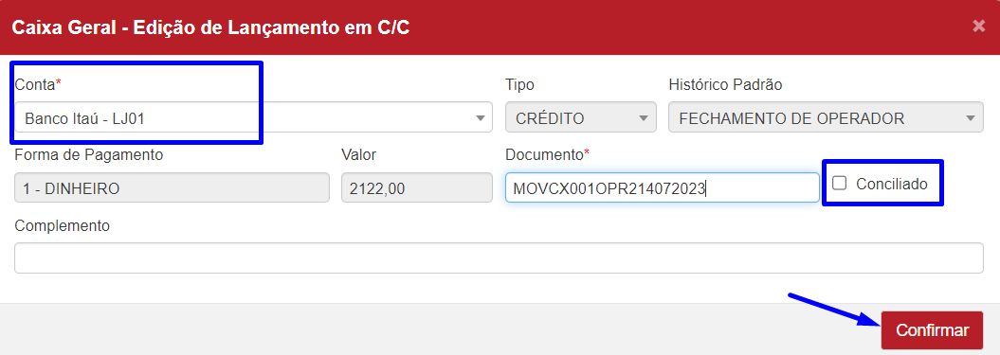 Caixa Geral - Edição de Lançamento em C/C ×
Conta* Tipo Histórico Padrão
Banco Itaú - LJ01 CRÉDITO FECHAMENTO DE OPERADOR
Forma de Pagamento Valor Documento*
1 - DINHEIRO 2122,00 MOVCX001OPR214072023 Conciliado
Complemento
Confirmar